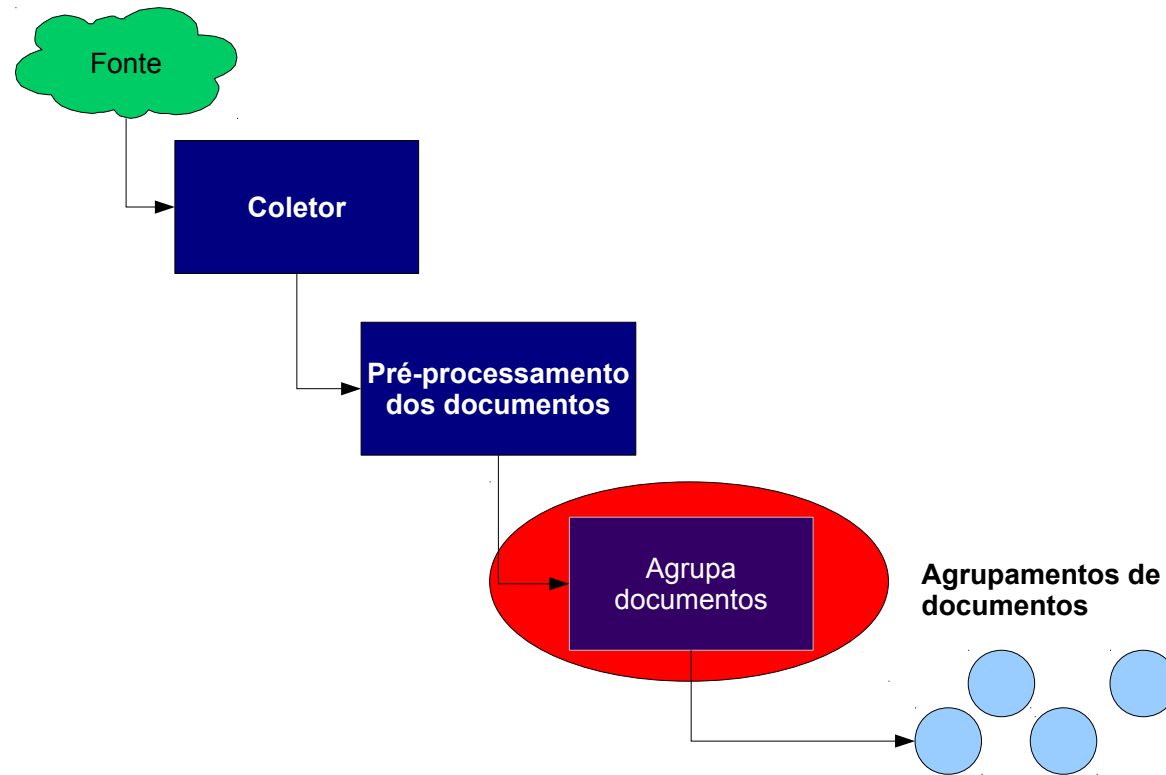 Fonte
Coletor
Pré-processamento
dos documentos
Agrupa
documentos
Agrupamentos de
documentos